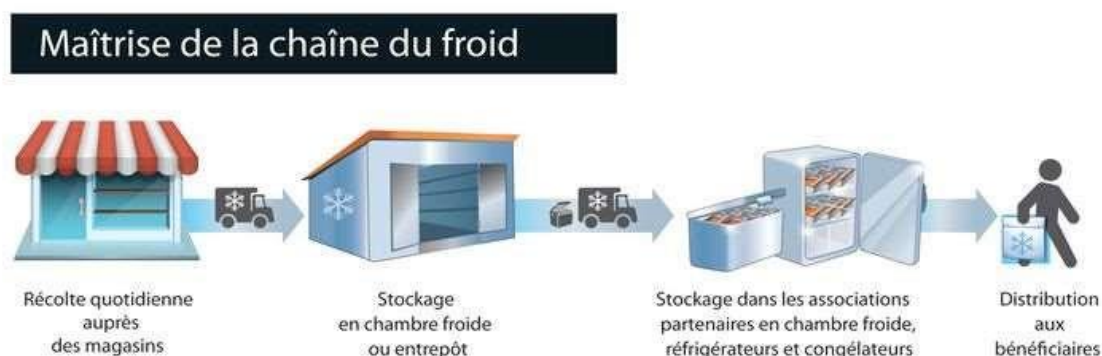 Maîtrise de la chaîne du froid
Récolte quotidienne
auprès
des magasins
Stockage
en chambre froide
ou entrepôt
Stockage dans les associations
partenaires en chambre froide,
réfrigérateurs et congélateurs
Distribution
aux
bénéficiaires